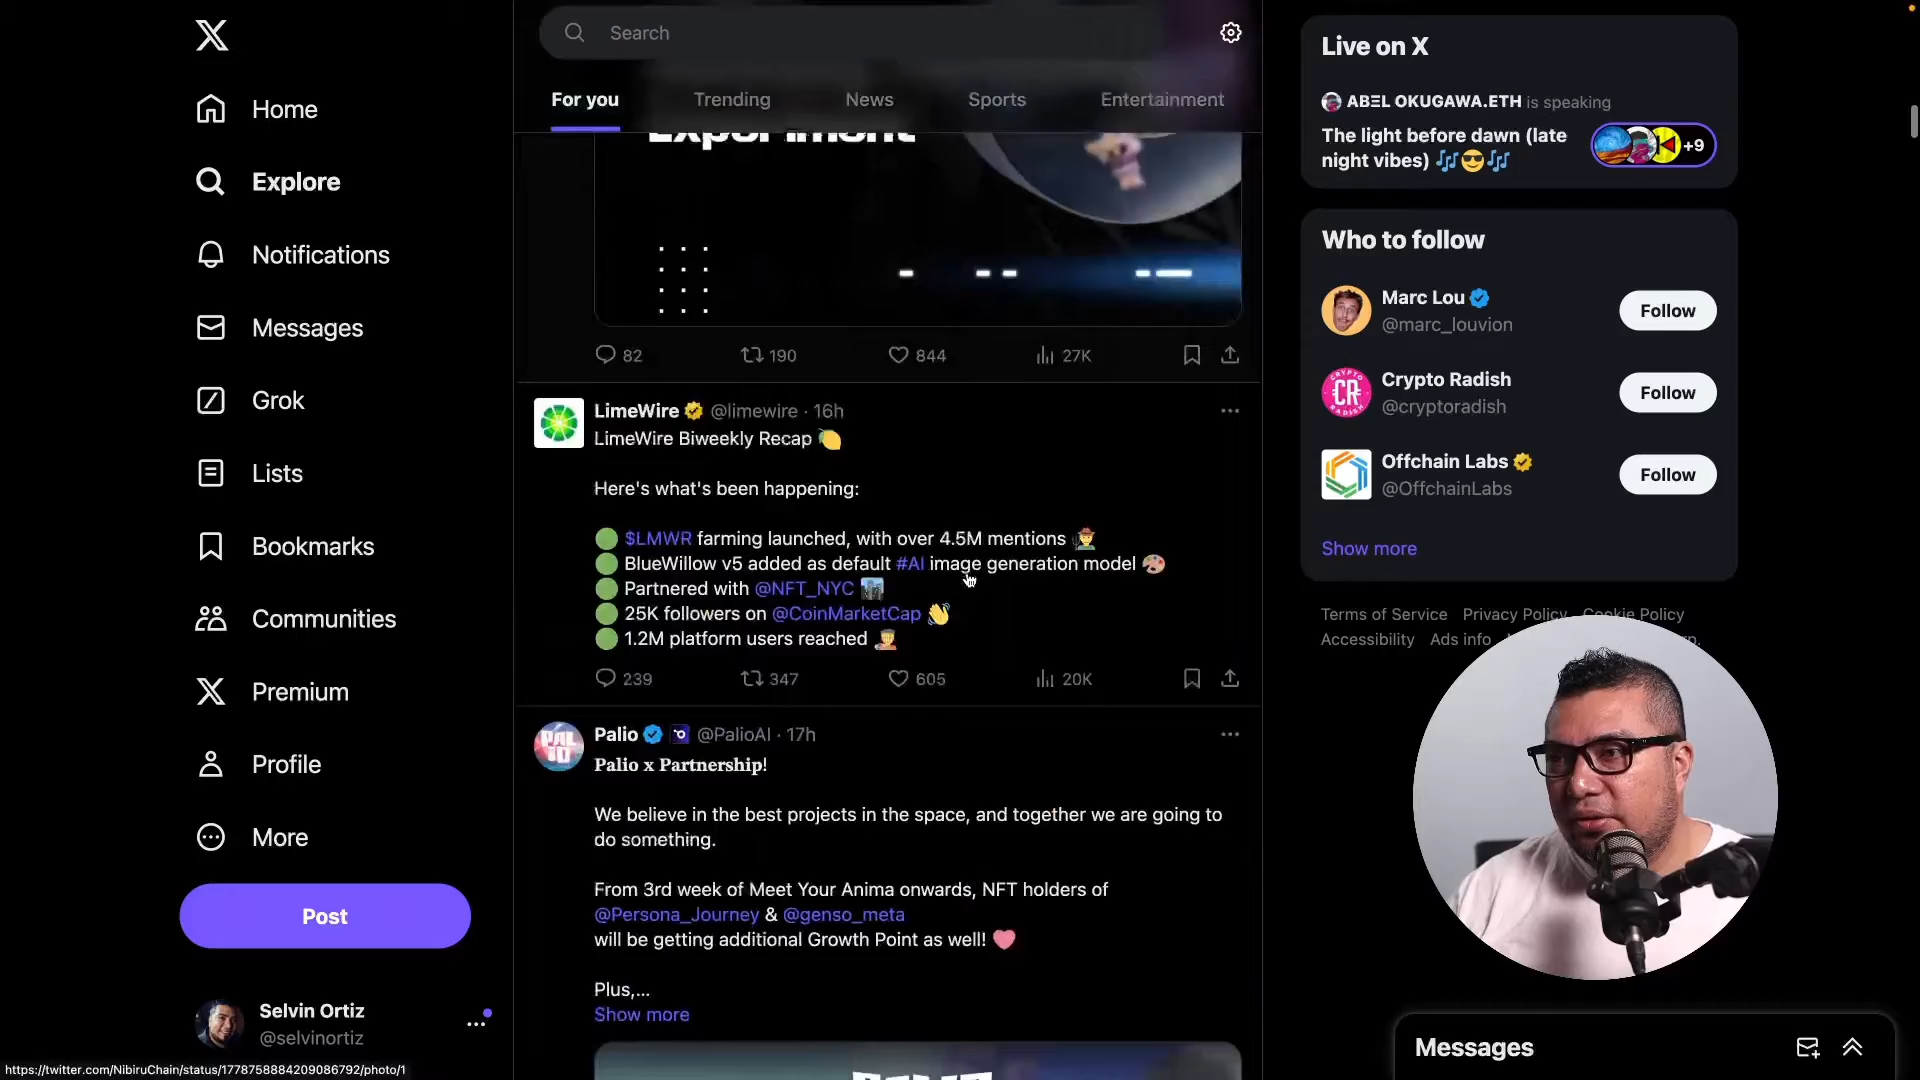 Search
For you
Trending
News
Sports
Entertainment
Home
Explore
Notifications
Messages
Grok
Lists
Bookmarks
Communities
Premium
Profile
More
Post
Selvin Ortiz
@selvinortiz
https://twitter.com/NibiruChain/status/1778758884209086792/photo/1
Experiment
82
190
844
27K
LimeWire @limewire · 16h
LimeWire Biweekly Recap 🍋
Here's what's been happening:
🟢 $LMWR farming launched, with over 4.5M mentions
🟢 BlueWillow v5 added as default #AI image generation model 🎨
🟢 Partnered with @NFT_NYC 🏙️
🟢 25K followers on @CoinMarketCap 👋
🟢 1.2M platform users reached
239
347
605
20K
Palio @PalioAI · 17h
𝐏𝐚𝐥𝐢𝐨 𝐱 𝐏𝐚𝐫𝐭𝐧𝐞𝐫𝐬𝐡𝐢𝐩!
We believe in the best projects in the space, and together we are going to
do something.
From 3rd week of Meet Your Anima onwards, NFT holders of
@Persona_Journey & @genso_meta
will be getting additional Growth Point as well! ❤️
Plus,...
Show more
Live on X
ABΞL OKUGAWA.ETH is speaking
The light before dawn (late
night vibes) 🎶😎🎶
+9
Who to follow
Marc Lou
@marc_louvion
Follow
CRYPTO
CR
RADISH
Crypto Radish
@cryptoradish
Follow
Offchain Labs
@OffchainLabs
Follow
Show more
Terms of Service Privacy Policy Cookie Policy
Accessibility Ads info
Messages